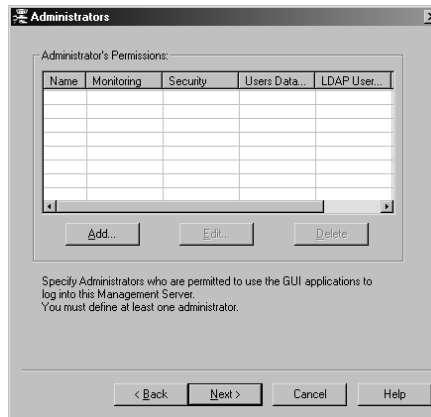 Administrators
Administrator's Permissions:
Name Monitoring Security Users Data... LDAP User...
Add... Edit... Delete
Specify Administrators who are permitted to use the GUI applications to
log into this Management Server.
You must define at least one administrator.
< Back Next > Cancel Help